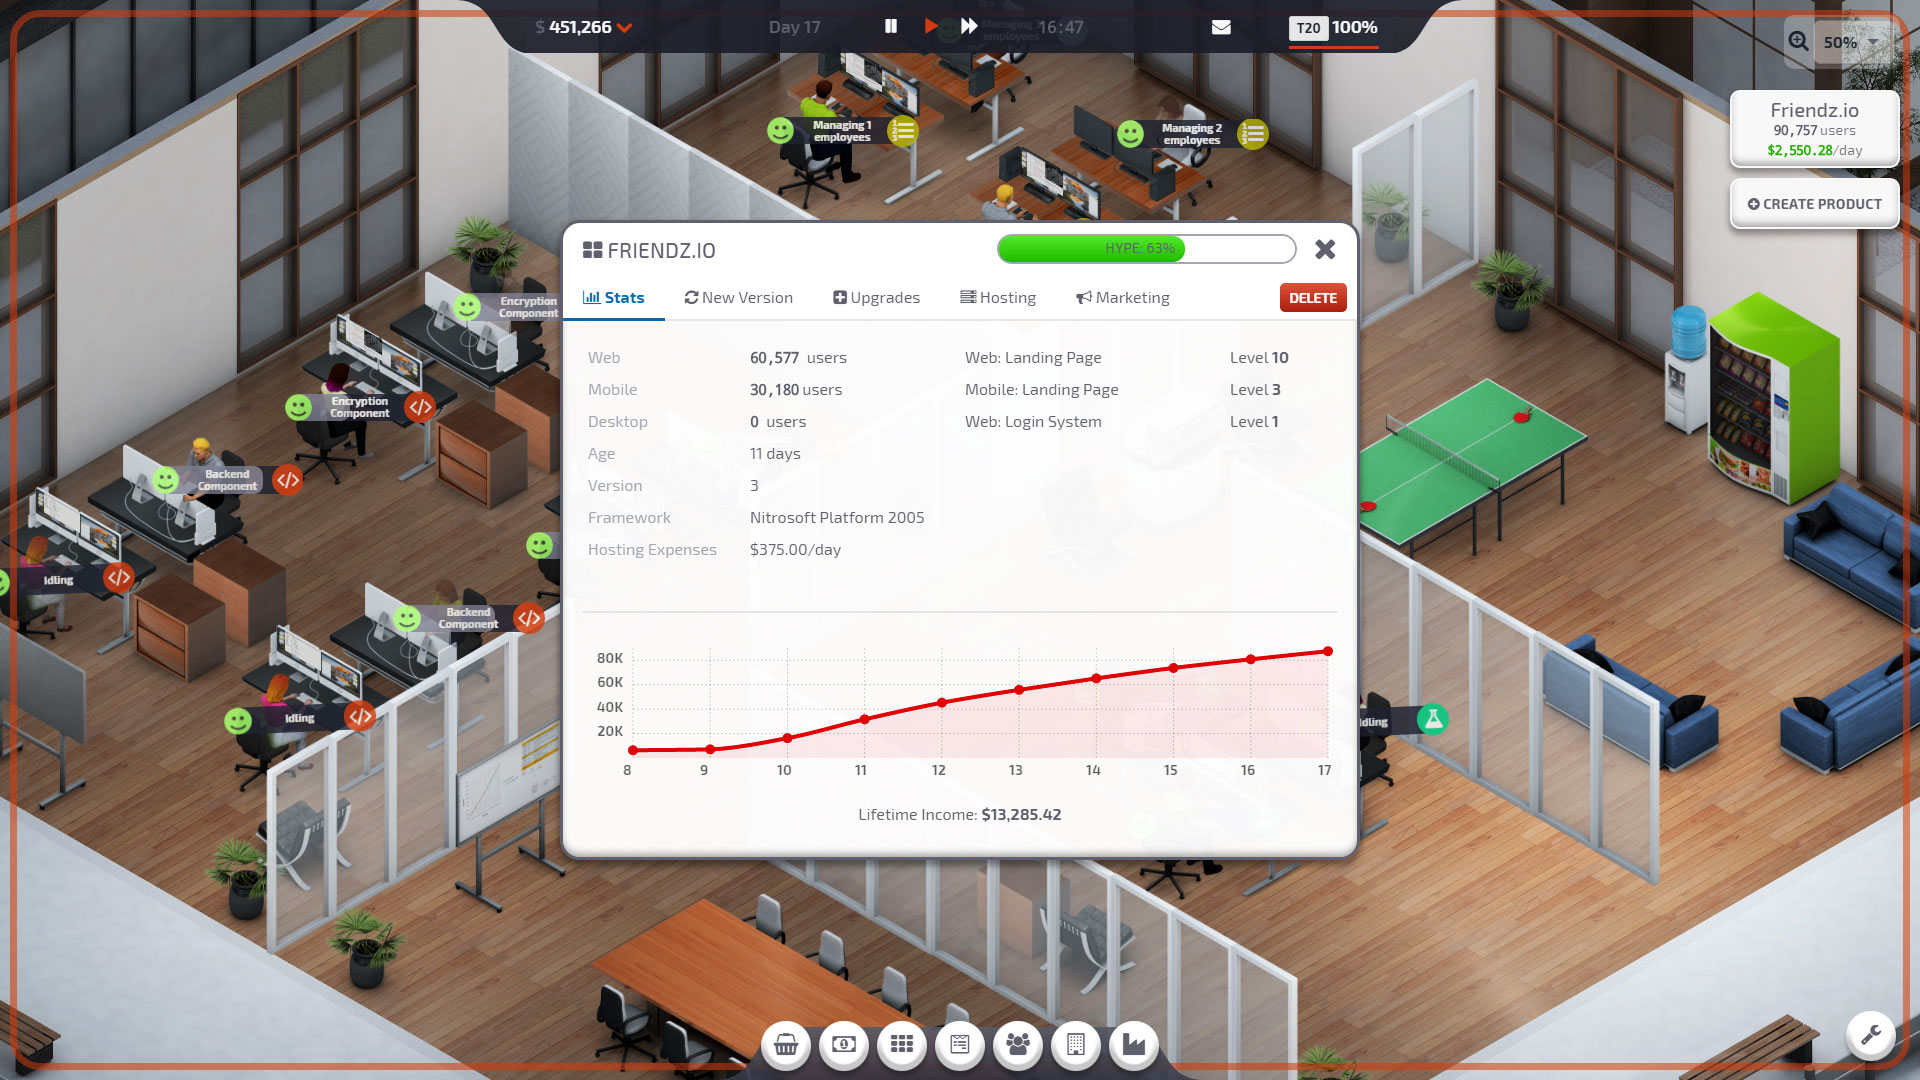 $ 451,266
Day 17
16:47
T20 100%
50%
Managing
employees
Friendz.io
90,757 users
$2,550.28/day
CREATE PRODUCT
Managing 1
employees
Managing 2
employees
FRIENDZ.IO
HYPE: 63%
Stats
New Version
Upgrades
Hosting
Marketing
DELETE
Web 60,577 users
Mobile 30,180 users
Desktop 0 users
Age 11 days
Version 3
Framework Nitrosoft Platform 2005
Hosting Expenses $375.00/day
Web: Landing Page Level 10
Mobile: Landing Page Level 3
Web: Login System Level 1
80K
60K
40K
20K
8 9 10 11 12 13 14 15 16 17
Lifetime Income: $13,285.42
Encryption
Component
Encryption
Component
Backend
Component
Idling
Backend
Component
Idling
Idling
Idling